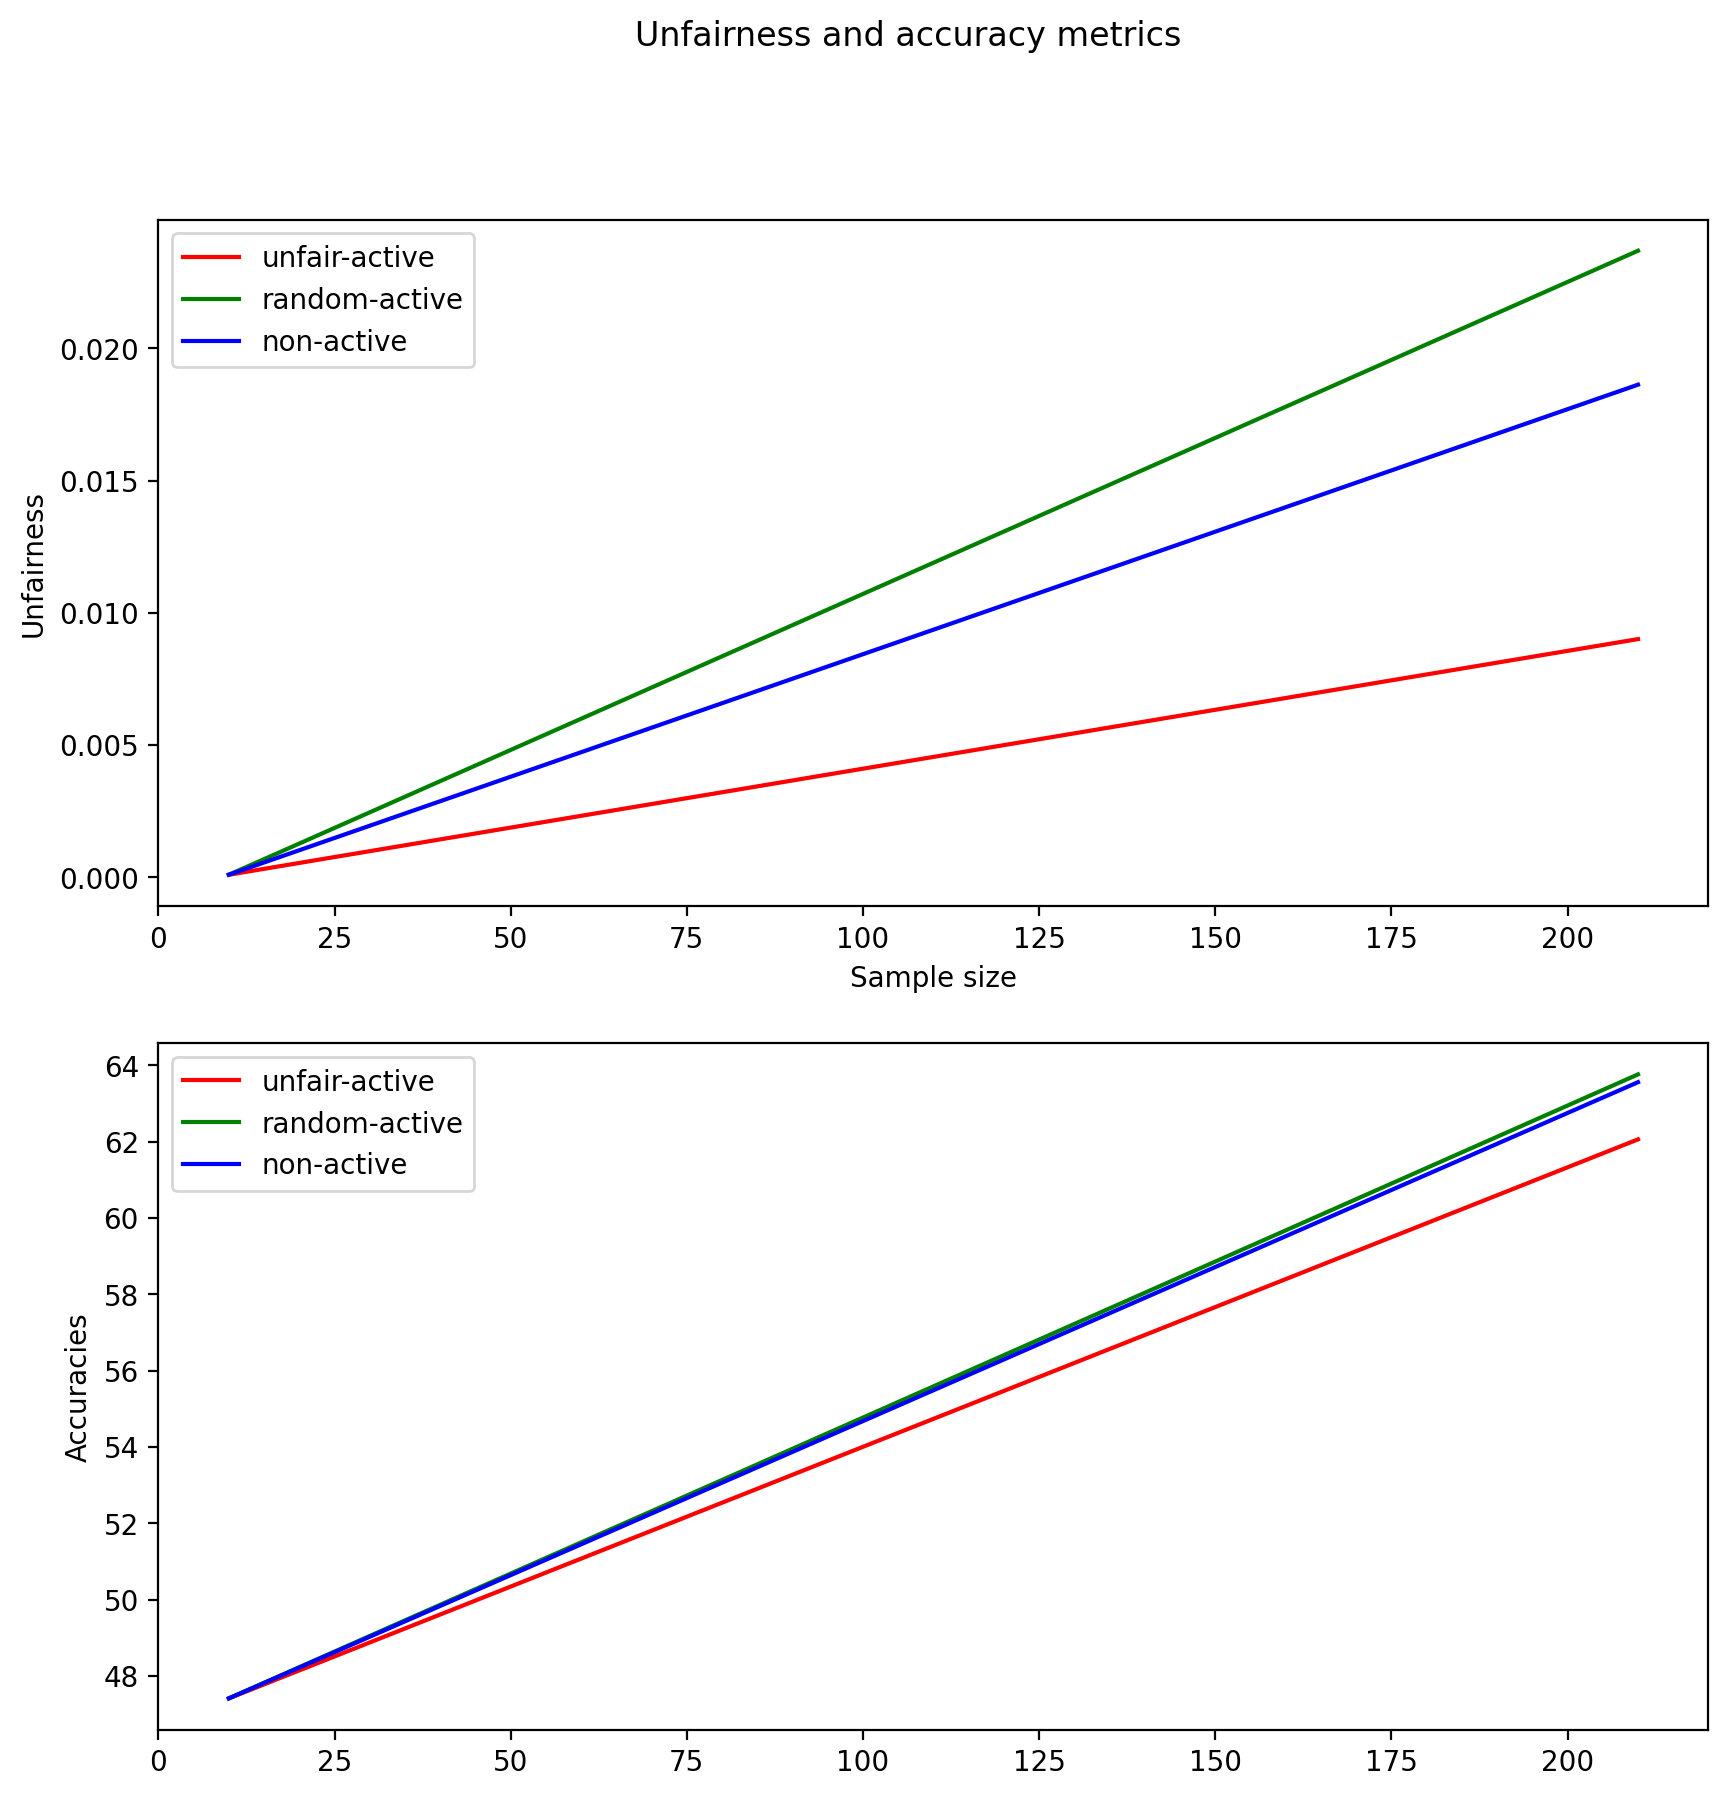 Unfairness and accuracy metrics
unfair-active
random-active
non-active
0.020
0.015
0.010
0.005
0.000
Unfairness
0 25 50 75 100 125 150 175 200
Sample size
unfair-active
random-active
non-active
64
62
60
58
56
54
52
50
48
Accuracies
0 25 50 75 100 125 150 175 200